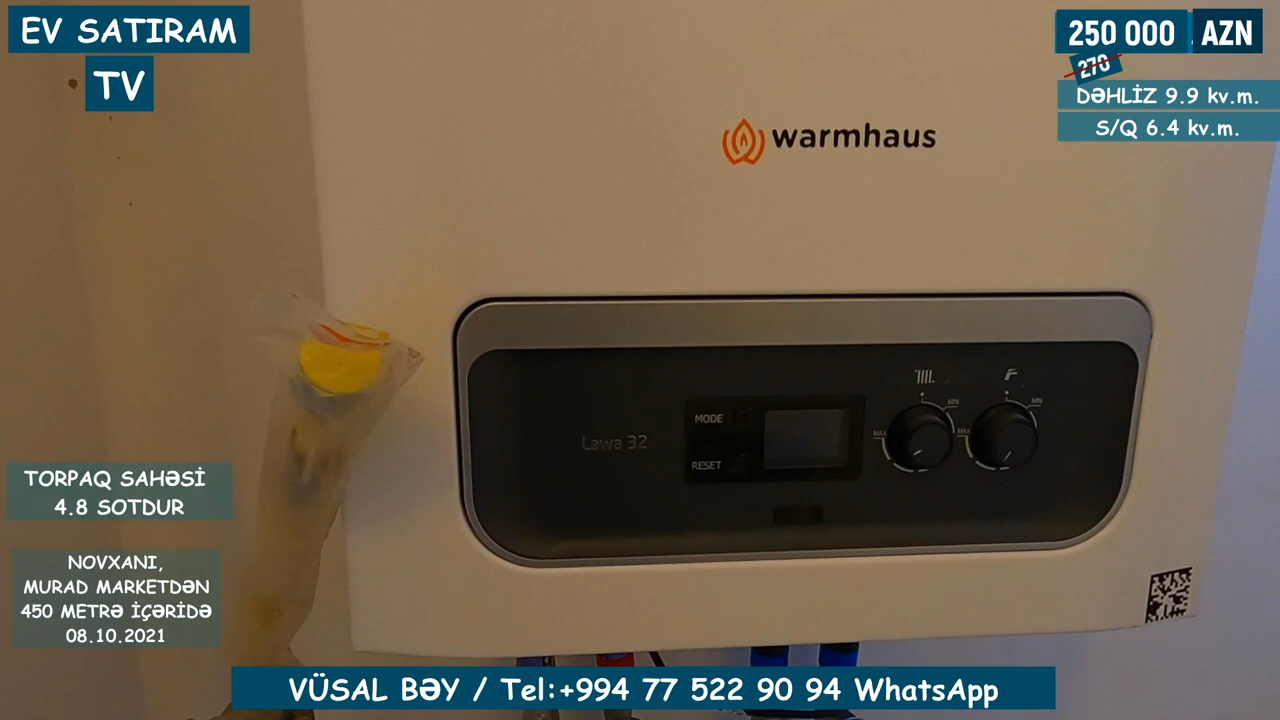 EV SATIRAM
TV
250 000 AZN
270
DƏHLİZ 9.9 kv.m.
S/Q 6.4 kv.m.
warmhaus
MODE
RESET
Lawa 32
MIN
MAX
MIN
MAX
TORPAQ SAHƏSİ
4.8 SOTDUR
NOVXANI,
MURAD MARKETDƏN
450 METRƏ İÇƏRİDƏ
08.10.2021
VÜSAL BƏY / Tel:+994 77 522 90 94 WhatsApp